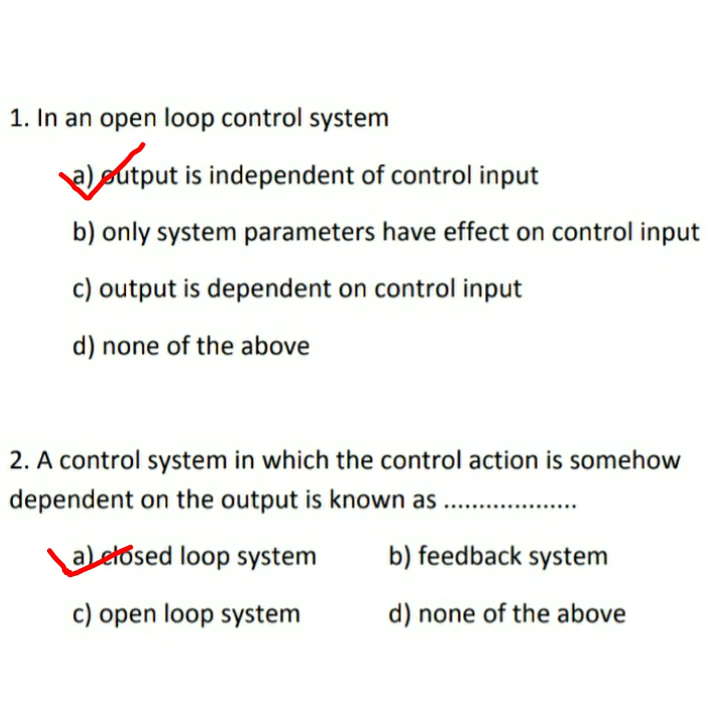 1. In an open loop control system
a) output is independent of control input
b) only system parameters have effect on control input
c) output is dependent on control input
d) none of the above
2. A control system in which the control action is somehow
dependent on the output is known as ...................
a) closed loop system b) feedback system
c) open loop system d) none of the above